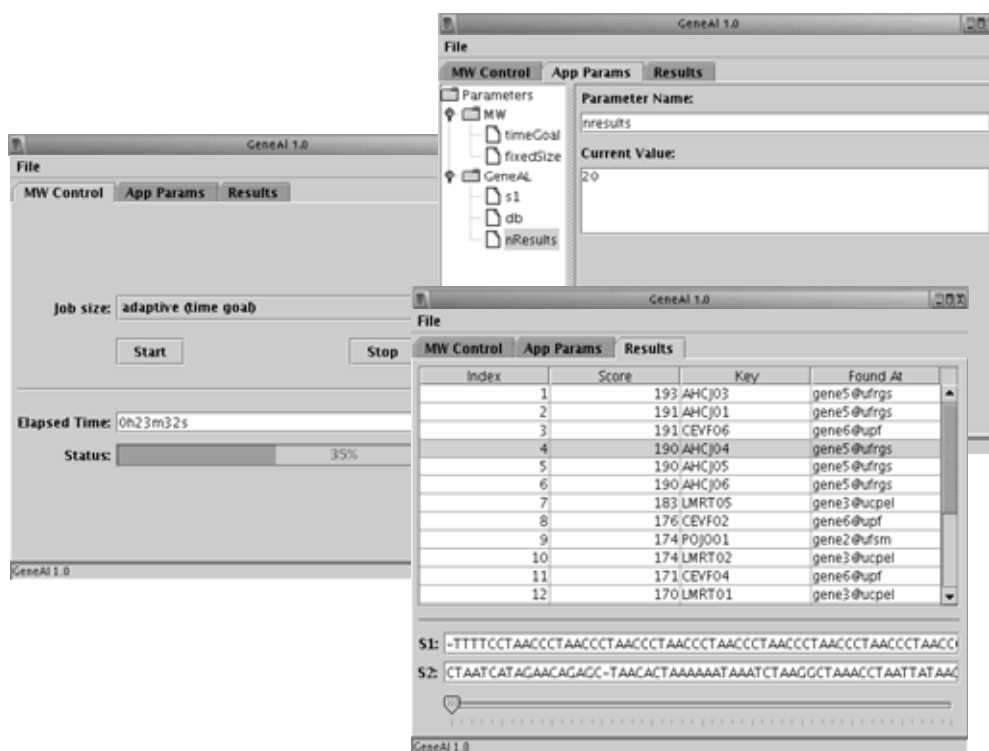 GeneAl 1.0
File
MW Control App Params Results
Parameters
MW
timeGoal
fixedSize
GeneAL
s1
db
nResults
Parameter Name:
nresults
Current Value:
20
GeneAl 1.0
File
MW Control App Params Results
Job size: adaptive (time goal)
Start Stop
Elapsed Time: 0h23m32s
Status: 35%
GeneAl 1.0
GeneAl 1.0
File
MW Control App Params Results
Index Score Key Found At
1 193 AHCJ03 gene5@ufrgs
2 191 AHCJ01 gene5@ufrgs
3 191 CEVF06 gene6@upf
4 190 AHCJ04 gene5@ufrgs
5 190 AHCJ05 gene5@ufrgs
6 190 AHCJ06 gene5@ufrgs
7 183 LMRT05 gene3@ucpel
8 176 CEVF02 gene6@upf
9 174 POJO01 gene2@ufsm
10 174 LMRT02 gene3@ucpel
11 171 CEVF04 gene6@upf
12 170 LMRT01 gene3@ucpel
S1: -TTTTCCTAACCCTAACCCTAACCCTAACCCTAACCCTAACCCTAACCCTAACCCTAACC
S2: CTAATCATAGAACAGAGC-TAACACTAAAAAATAAATCTAAGGCTAAACCTAATTATAAG
GeneAl 1.0